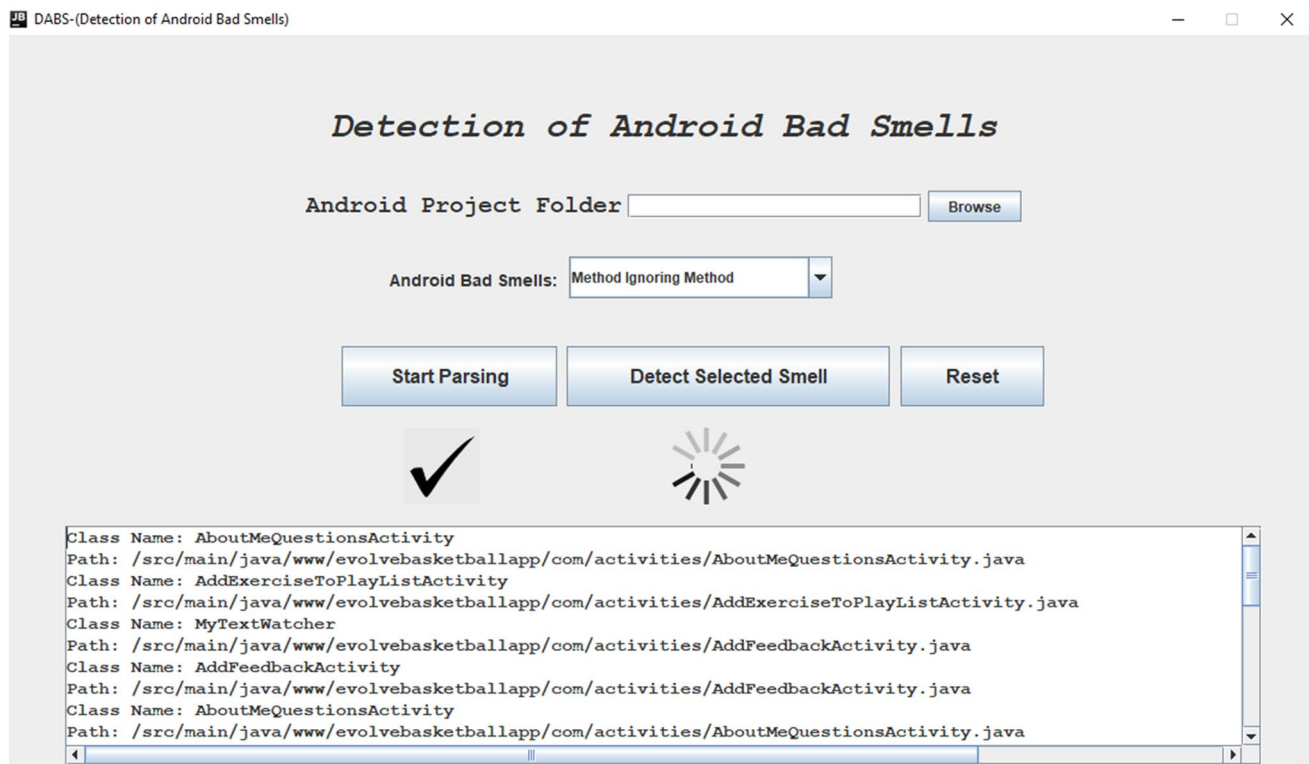 JB DABS-(Detection of Android Bad Smells)
Detection of Android Bad Smells
Android Project Folder Browse
Android Bad Smells: Method Ignoring Method
Start Parsing Detect Selected Smell Reset
Class Name: AboutMeQuestionsActivity
Path: /src/main/java/www/evolvebasketballapp/com/activities/AboutMeQuestionsActivity.java
Class Name: AddExerciseToPlayListActivity
Path: /src/main/java/www/evolvebasketballapp/com/activities/AddExerciseToPlayListActivity.java
Class Name: MyTextWatcher
Path: /src/main/java/www/evolvebasketballapp/com/activities/AddFeedbackActivity.java
Class Name: AddFeedbackActivity
Path: /src/main/java/www/evolvebasketballapp/com/activities/AddFeedbackActivity.java
Class Name: AboutMeQuestionsActivity
Path: /src/main/java/www/evolvebasketballapp/com/activities/AboutMeQuestionsActivity.java